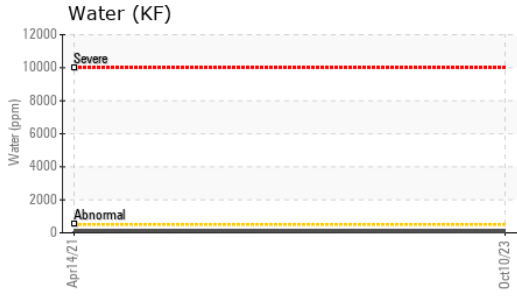 Water (KF)
12000
Severe
10000
8000
6000
4000
2000
Abnormal
0
Water (ppm)
Apr14/21
Oct10/23